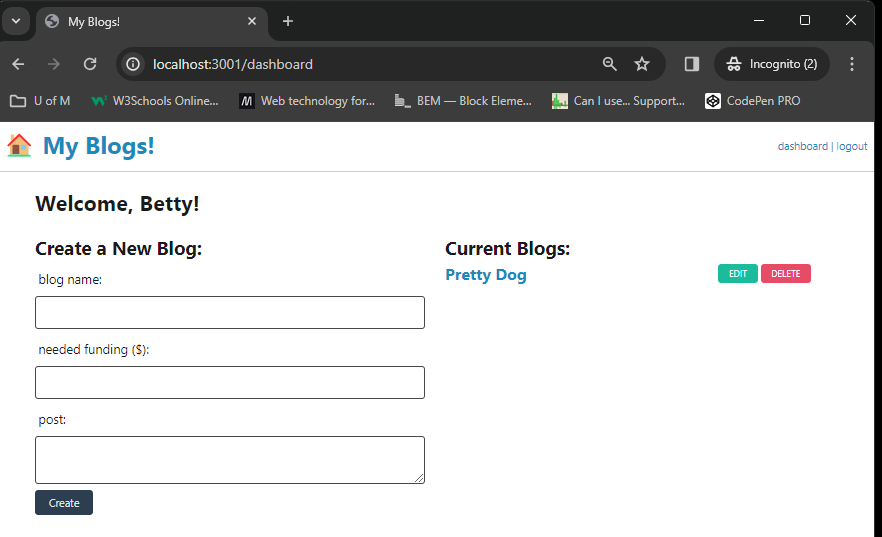 My Blogs!
localhost:3001/dashboard
Incognito (2)
U of M
W3Schools Online...
Web technology for...
BEM — Block Eleme...
Can I use... Support...
CodePen PRO
My Blogs!
dashboard | logout
Welcome, Betty!
Create a New Blog:
blog name:
needed funding ($):
post:
Create
Current Blogs:
Pretty Dog
EDIT
DELETE